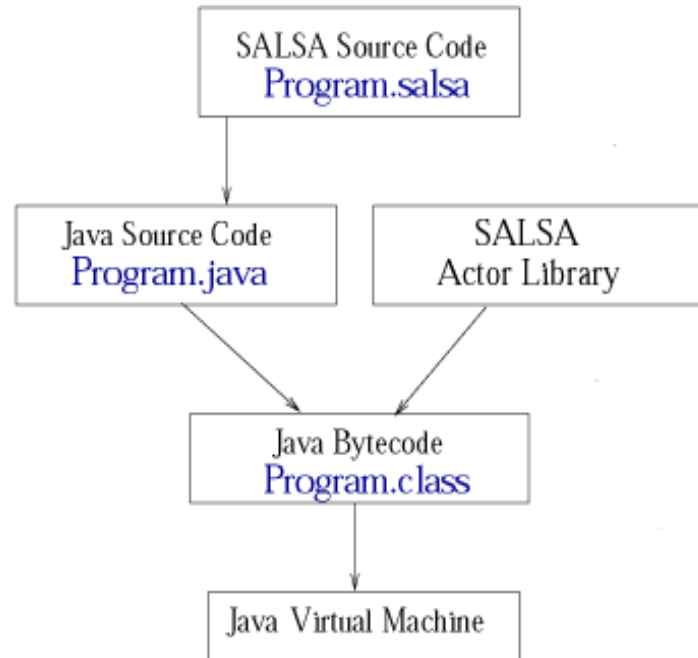 SALSA Source Code
Program.salsa
Java Source Code
Program.java
SALSA
Actor Library
Java Bytecode
Program.class
Java Virtual Machine